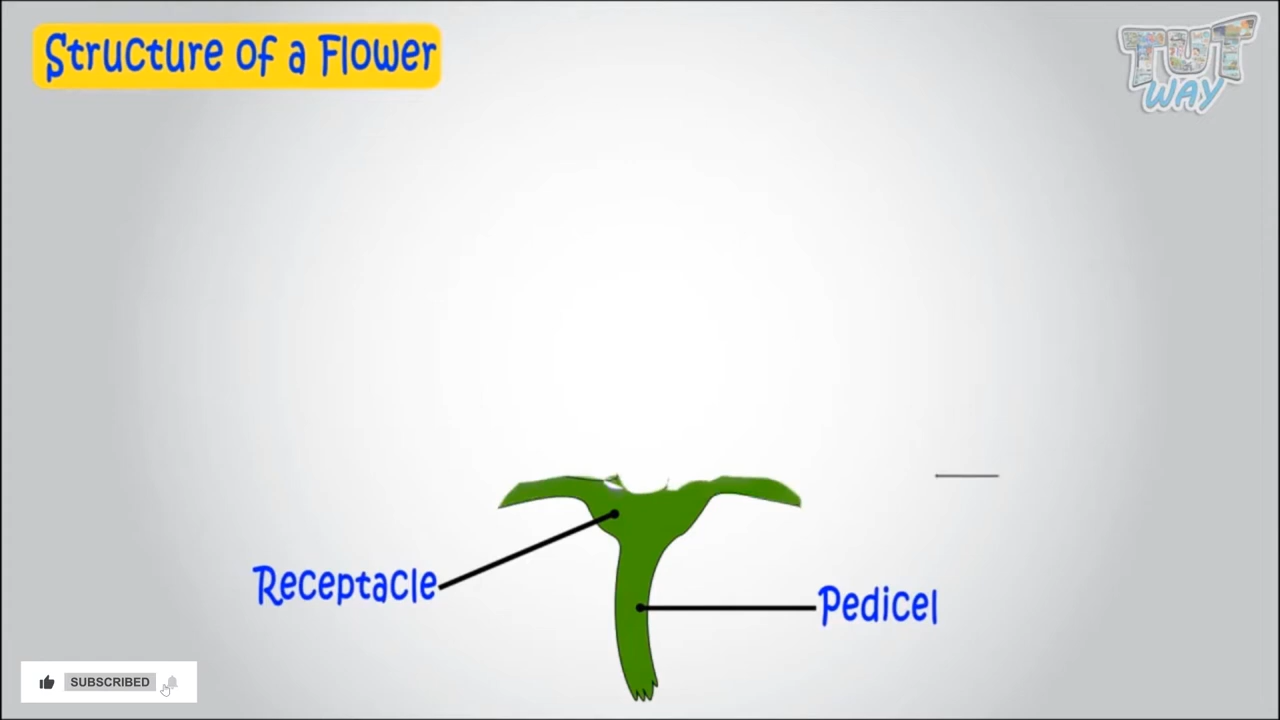 Structure of a Flower
TUT
WAY
Receptacle
Pedicel
SUBSCRIBED